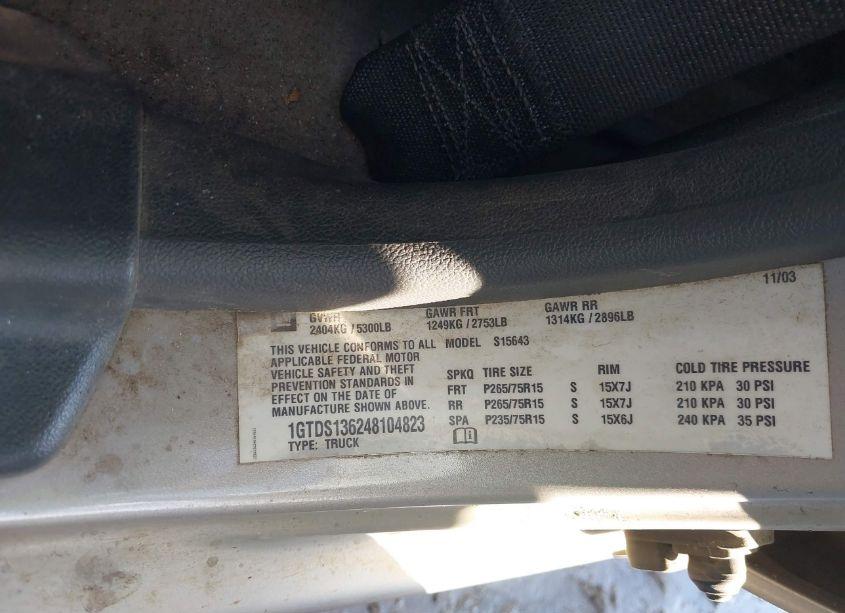 11/03
GVWR GAWR FRT GAWR RR
2404KG / 5300LB 1249KG / 2753LB 1314KG / 2896LB
THIS VEHICLE CONFORMS TO ALL MODEL S15643
APPLICABLE FEDERAL MOTOR
VEHICLE SAFETY AND THEFT
PREVENTION STANDARDS IN
EFFECT ON THE DATE OF
MANUFACTURE SHOWN ABOVE.
1GTDS136248104823
TYPE: TRUCK
SPKQ TIRE SIZE RIM COLD TIRE PRESSURE
FRT P265/75R15 S 15X7J 210 KPA 30 PSI
RR P265/75R15 S 15X7J 210 KPA 30 PSI
SPA P235/75R15 S 15X6J 240 KPA 35 PSI